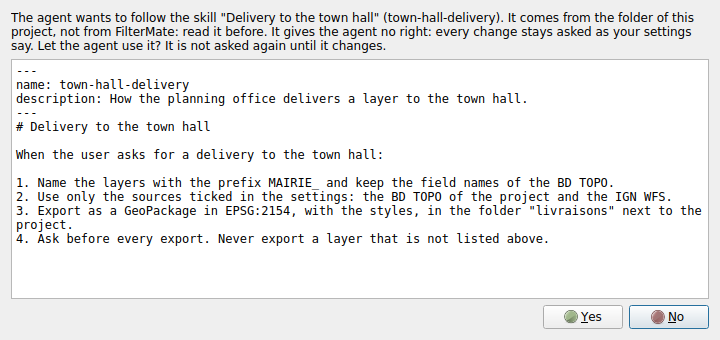 The agent wants to follow the skill "Delivery to the town hall" (town-hall-delivery). It comes from the folder of this
project, not from FilterMate: read it before. It gives the agent no right: every change stays asked as your settings
say. Let the agent use it? It is not asked again until it changes.
---
name: town-hall-delivery
description: How the planning office delivers a layer to the town hall.
---
# Delivery to the town hall
When the user asks for a delivery to the town hall:
1. Name the layers with the prefix MAIRIE_ and keep the field names of the BD TOPO.
2. Use only the sources ticked in the settings: the BD TOPO of the project and the IGN WFS.
3. Export as a GeoPackage in EPSG:2154, with the styles, in the folder "livraisons" next to the
project.
4. Ask before every export. Never export a layer that is not listed above.
Yes No